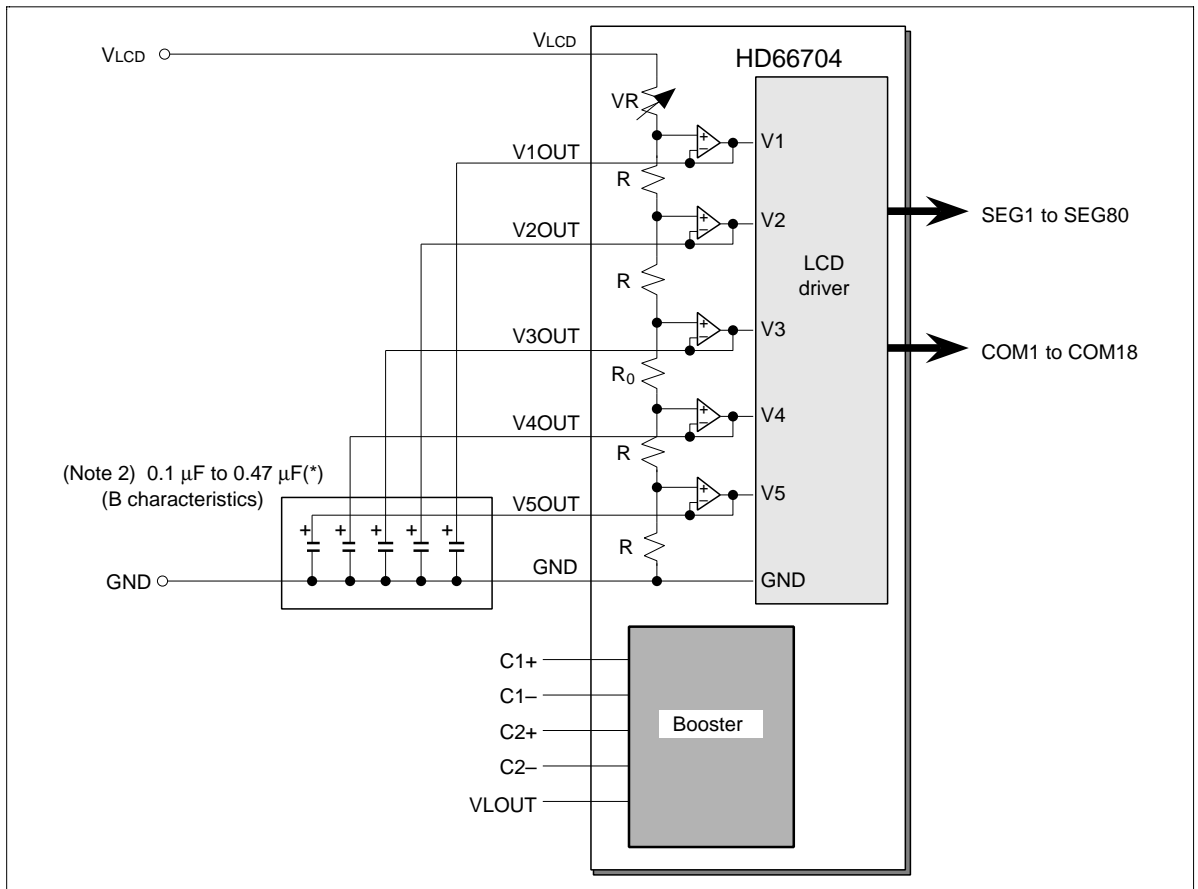 VLCD
VLCD
HD66704
VR
V1OUT
+
−
V1
R
V2OUT
+
−
V2
SEG1 to SEG80
R
LCD
driver
V3OUT
+
−
V3
COM1 to COM18
R0
V4OUT
+
−
V4
R
(Note 2) 0.1 µF to 0.47 µF(*)
(B characteristics)
V5OUT
+
−
V5
+ + + + +
R
GND
GND
GND
C1+
C1–
C2+
C2–
VLOUT
Booster